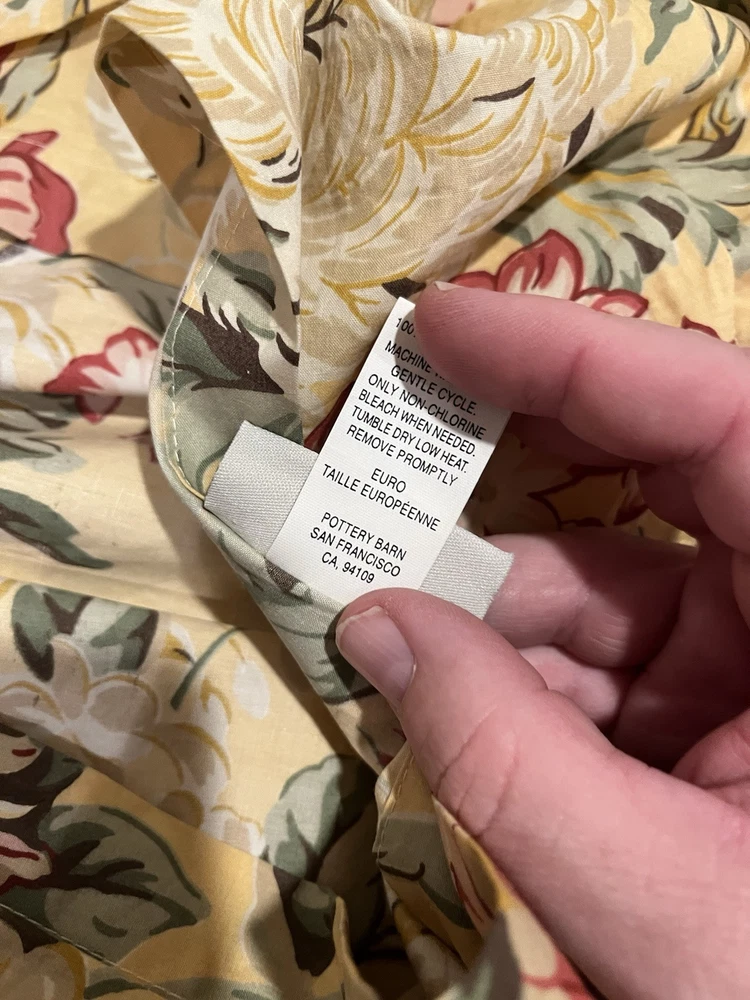 MACHINE
GENTLE CYCLE.
ONLY NON-CHLORINE
BLEACH WHEN NEEDED.
TUMBLE DRY LOW HEAT.
REMOVE PROMPTLY
EURO
TAILLE EUROPÉENNE
POTTERY BARN
SAN FRANCISCO
CA, 94109